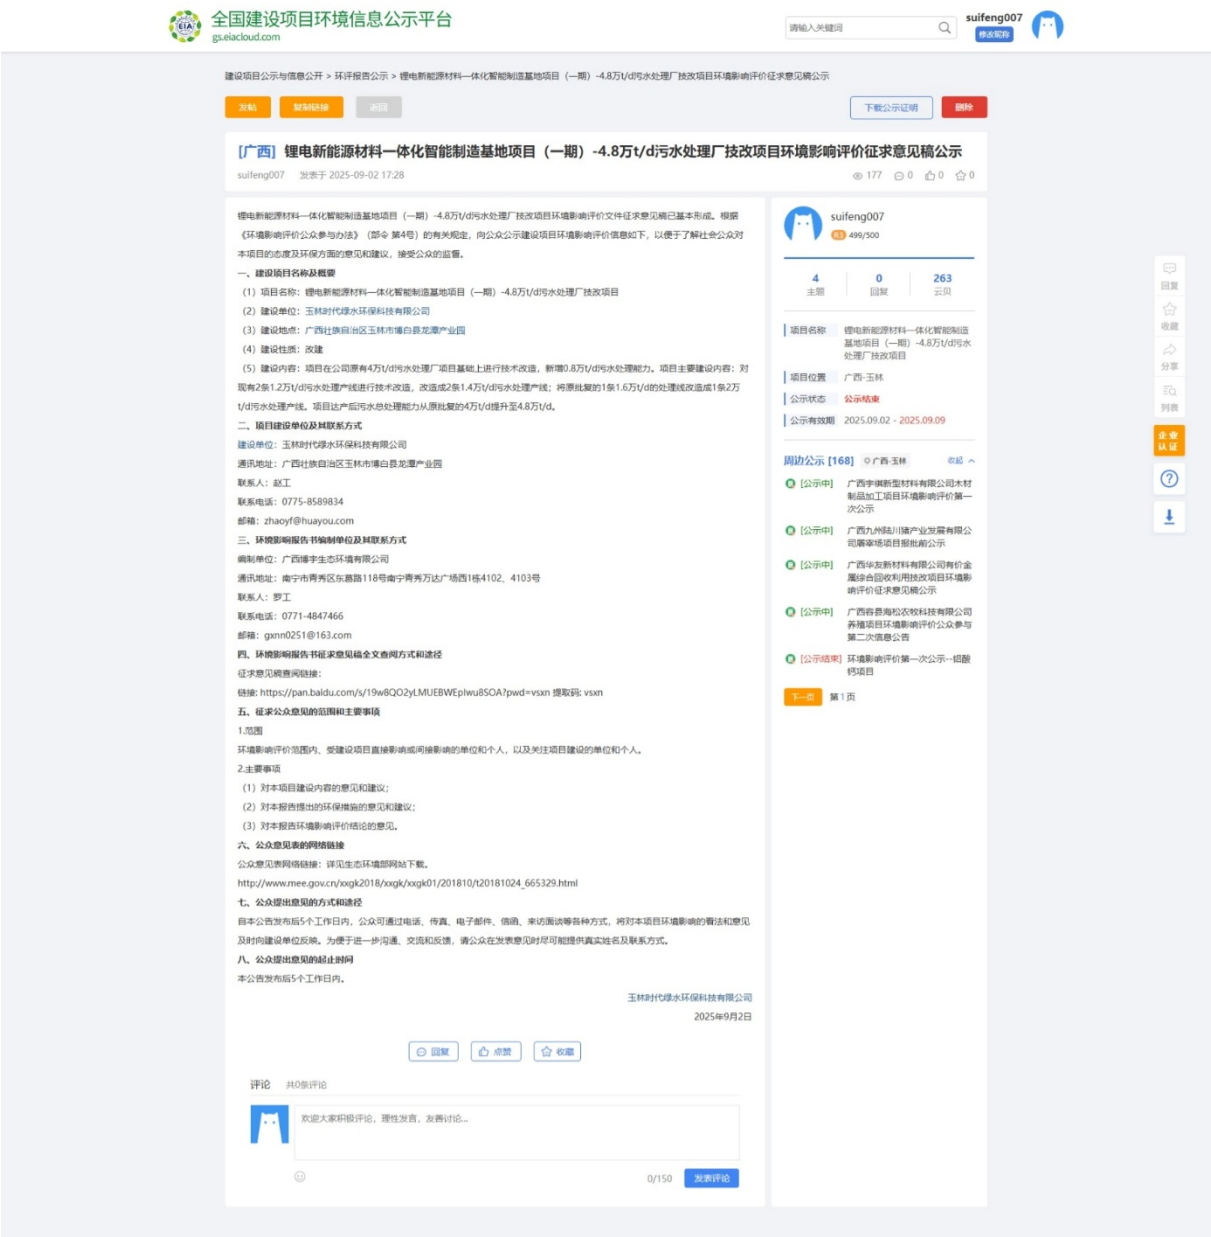 全国建设项目环境信息公示平台
gs.eiacloud.com
请输入关键词
suifeng007
修改昵称
建设项目公示与信息公开 > 环评报告公示 > 锂电新能源材料一体化智能制造基地项目（一期）-4.8万t/d污水处理厂技改项目环境影响评价征求意见稿公示
发帖
复制链接
返回
下载公示证明
删除
[广西] 锂电新能源材料一体化智能制造基地项目（一期）-4.8万t/d污水处理厂技改项目环境影响评价征求意见稿公示
suifeng007 发表于 2025-09-02 17:28
177 0 0 0
锂电新能源材料一体化智能制造基地项目（一期）-4.8万t/d污水处理厂技改项目环境影响评价文件征求意见稿已基本形成。根据
《环境影响评价公众参与办法》（部令 第4号）的有关规定，向公众公示建设项目环境影响评价信息如下，以便于了解社会公众对
本项目的态度及环保方面的意见和建议，接受公众的监督。
一、建设项目名称及概要
（1）项目名称：锂电新能源材料一体化智能制造基地项目（一期）-4.8万t/d污水处理厂技改项目
（2）建设单位：玉林时代绿水环保科技有限公司
（3）建设地点：广西壮族自治区玉林市博白县龙潭产业园
（4）建设性质：改建
（5）建设内容：项目在公司原有4万t/d污水处理厂项目基础上进行技术改造，新增0.8万t/d污水处理能力。项目主要建设内容：对
现有2条1.2万t/d污水处理产线进行技术改造，改造成2条1.4万t/d污水处理产线；将原批复的1条1.6万t/d的处理线改造成1条2万
t/d污水处理产线。项目达产后污水总处理能力从原批复的4万t/d提升至4.8万t/d。
二、项目建设单位及其联系方式
建设单位：玉林时代绿水环保科技有限公司
通讯地址：广西壮族自治区玉林市博白县龙潭产业园
联系人：赵工
联系电话：0775-8589834
邮箱：zhaoyf@huayou.com
三、环境影响报告书编制单位及其联系方式
编制单位：广西博宇生态环境有限公司
通讯地址：南宁市青秀区东葛路118号南宁青秀万达广场西1栋4102、4103号
联系人：罗工
联系电话：0771-4847466
邮箱：gxnn0251@163.com
四、环境影响报告书征求意见稿全文查阅方式和途径
征求意见稿查阅链接：
链接: https://pan.baidu.com/s/19w8QO2yLMUEBWEpIwu8SOA?pwd=vsxn 提取码: vsxn
五、征求公众意见的范围和主要事项
1.范围
环境影响评价范围内、受建设项目直接影响或间接影响的单位和个人，以及关注项目建设的单位和个人。
2.主要事项
（1）对本项目建设内容的意见和建议；
（2）对本报告提出的环保措施的意见和建议；
（3）对本报告环境影响评价结论的意见。
六、公众意见表的网络链接
公众意见表网络链接：详见生态环境部网站下载。
http://www.mee.gov.cn/xxgk2018/xxgk/xxgk01/201810/t20181024_665329.html
七、公众提出意见的方式和途径
自本公告发布后5个工作日内，公众可通过电话、传真、电子邮件、信函、来访面谈等各种方式，将对本项目环境影响的看法和意见
及时向建设单位反映。为便于进一步沟通、交流和反馈，请公众在发表意见时尽可能提供真实姓名及联系方式。
八、公众提出意见的起止时间
本公告发布后5个工作日内。
玉林时代绿水环保科技有限公司
2025年9月2日
回复
点赞
收藏
评论 共0条评论
欢迎大家积极评论，理性发言，友善讨论...
0/150
发表评论
suifeng007
499/500
4 0 263
主题 回复 云贝
项目名称 锂电新能源材料一体化智能制造
基地项目（一期）-4.8万t/d污水
处理厂技改项目
项目位置 广西-玉林
公示状态 公示结束
公示有效期 2025.09.02 - 2025.09.09
周边公示 [168] 广西-玉林 收起
[公示中] 广西宇祺新型材料有限公司木材
制品加工项目环境影响评价第一
次公示
[公示中] 广西九州陆川猪产业发展有限公
司屠宰场项目报批前公示
[公示中] 广西华友新材料有限公司有价金
属综合回收利用技改项目环境影
响评价征求意见稿公示
[公示中] 广西容县海松农牧科技有限公司
养殖项目环境影响评价公众参与
第二次信息公告
[公示结束] 环境影响评价第一次公示--铝酸
钙项目
下一页 第1页
回复
收藏
分享
列表
企业
认证